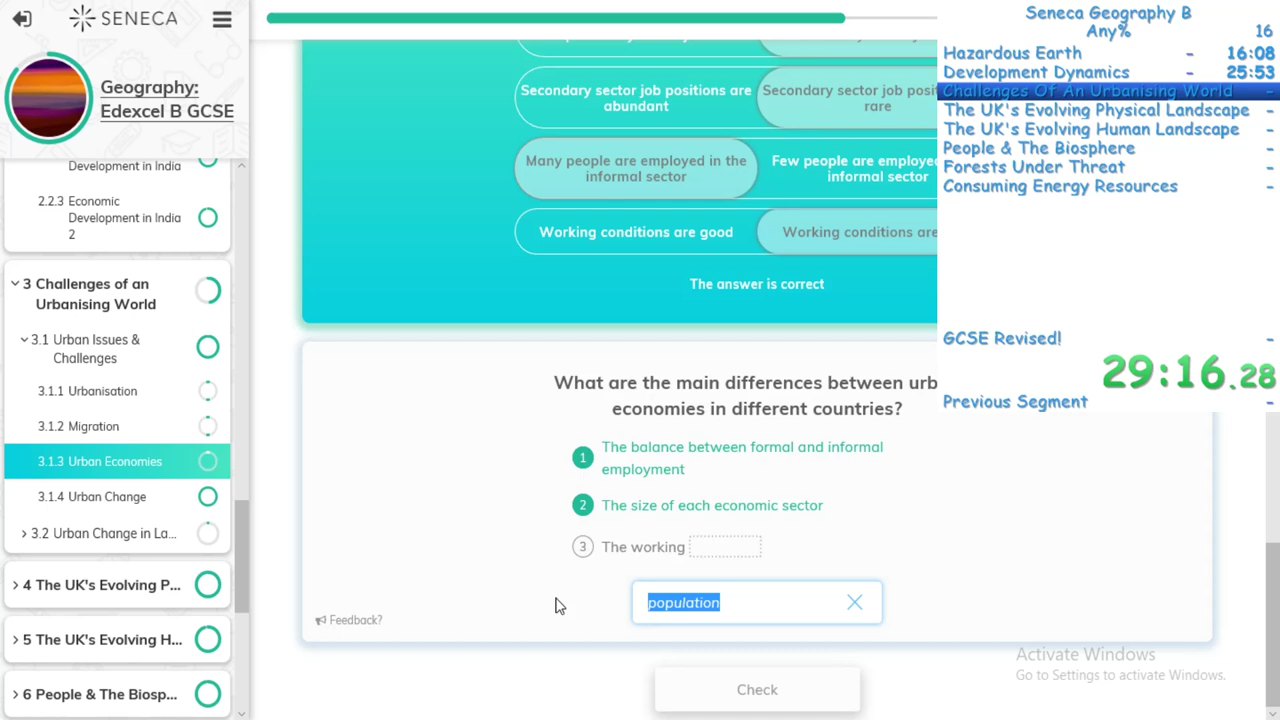 SENECA
Geography:
Edexcel B GCSE
Development in India
2.2.3 Economic
Development in India
2
3 Challenges of an
Urbanising World
3.1 Urban Issues &
Challenges
3.1.1 Urbanisation
3.1.2 Migration
3.1.3 Urban Economies
3.1.4 Urban Change
3.2 Urban Change in La...
4 The UK's Evolving P...
5 The UK's Evolving H...
6 People & The Biosp...
Secondary sector job positions are
abundant
Secondary sector job posi
rare
Many people are employed in the
informal sector
Few people are employe
informal sector
Working conditions are good
Working conditions are
The answer is correct
What are the main differences between urb
economies in different countries?
1 The balance between formal and informal
employment
2 The size of each economic sector
3 The working
population
Feedback?
Check
Seneca Geography B
Any% 16
Hazardous Earth - 16:08
Development Dynamics - 25:53
Challenges Of An Urbanising World -
The UK's Evolving Physical Landscape -
The UK's Evolving Human Landscape -
People & The Biosphere -
Forests Under Threat -
Consuming Energy Resources -
GCSE Revised! -
29:16.28
Previous Segment -
Activate Windows
Go to Settings to activate Windows.